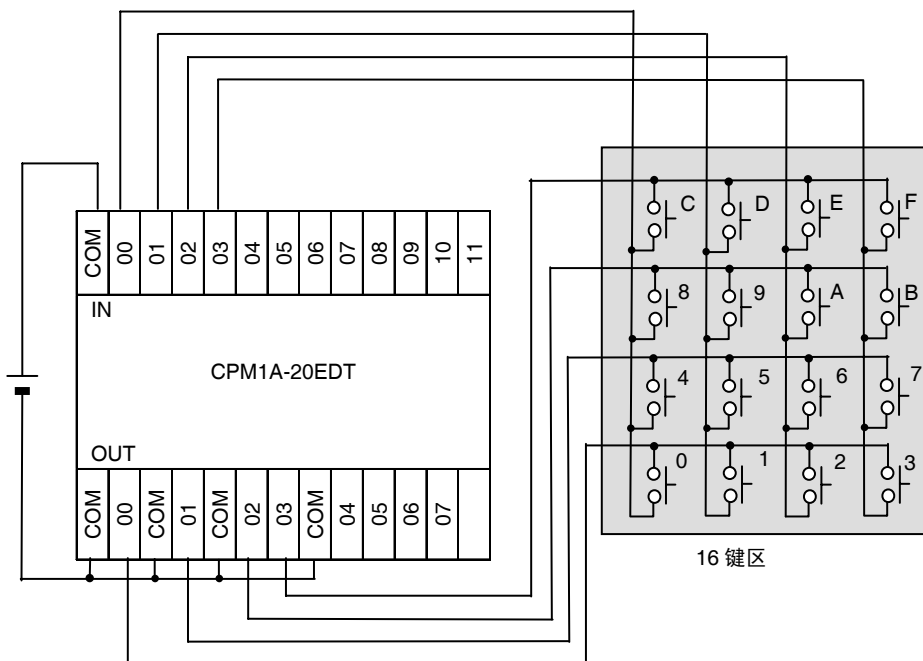 COM 00 01 02 03 04 05 06 07 08 09 10 11
IN
CPM1A-20EDT
OUT
COM 00 COM 01 COM 02 03 COM 04 05 06 07
C D E F
8 9 A B
4 5 6 7
0 1 2 3
16 键区